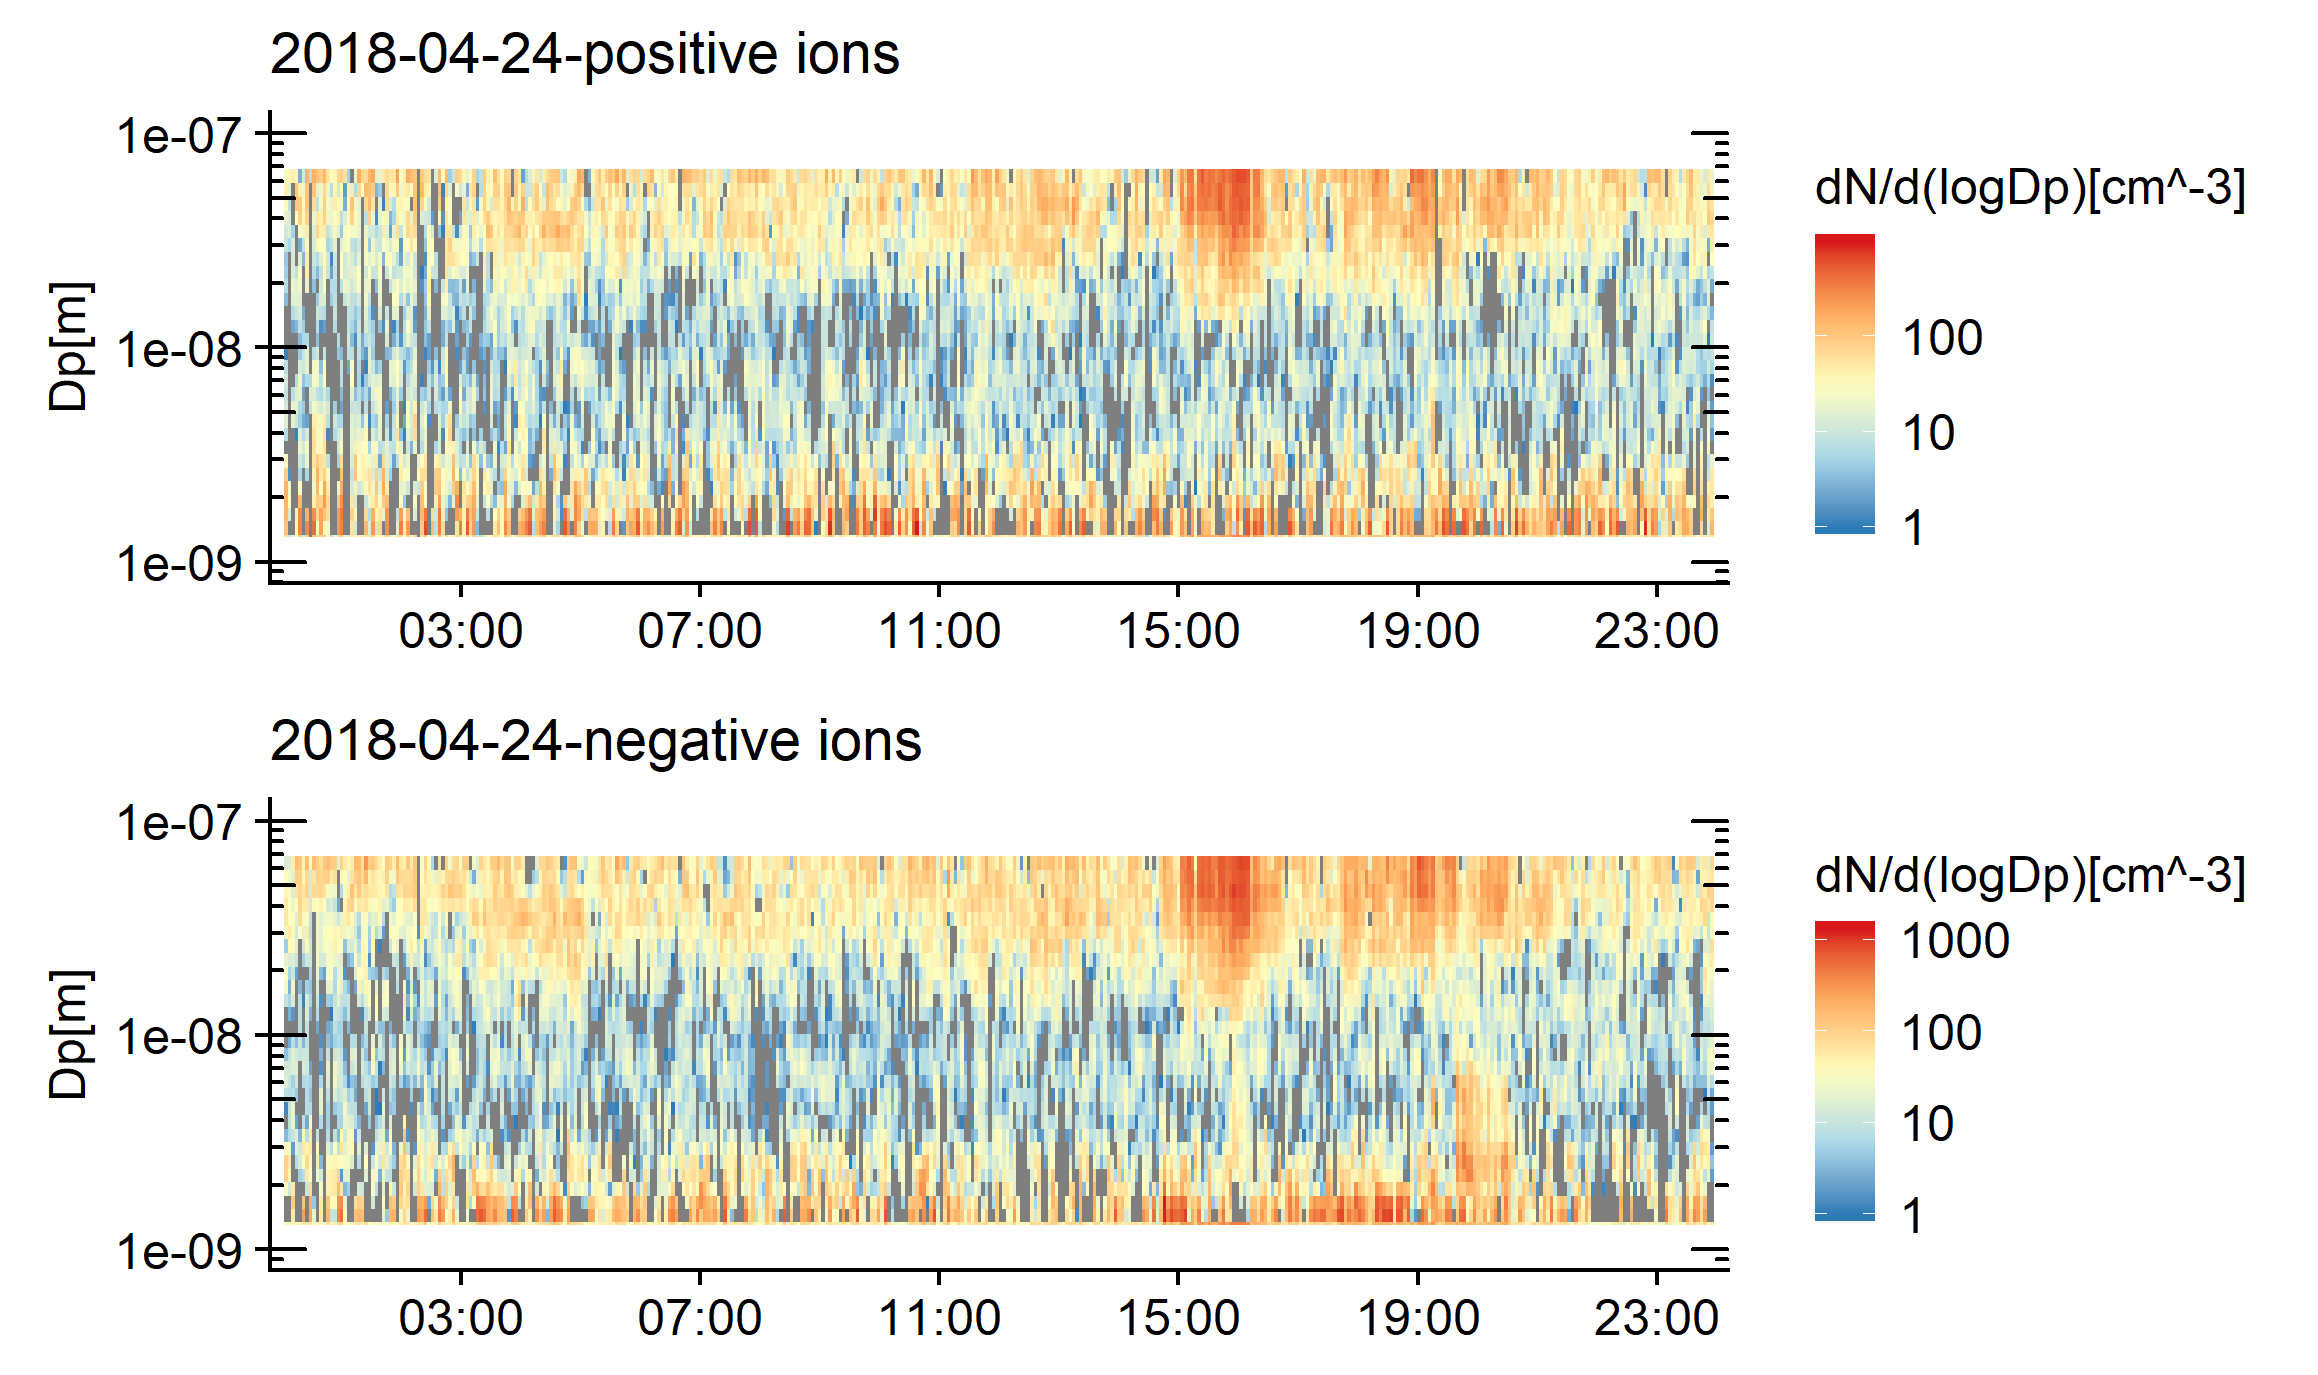 2018-04-24-positive ions
1e-07
1e-08
1e-09
Dp[m]
03:00 07:00 11:00 15:00 19:00 23:00
dN/d(logDp)[cm^-3]
100
10
1
2018-04-24-negative ions
1e-07
1e-08
1e-09
Dp[m]
03:00 07:00 11:00 15:00 19:00 23:00
dN/d(logDp)[cm^-3]
1000
100
10
1